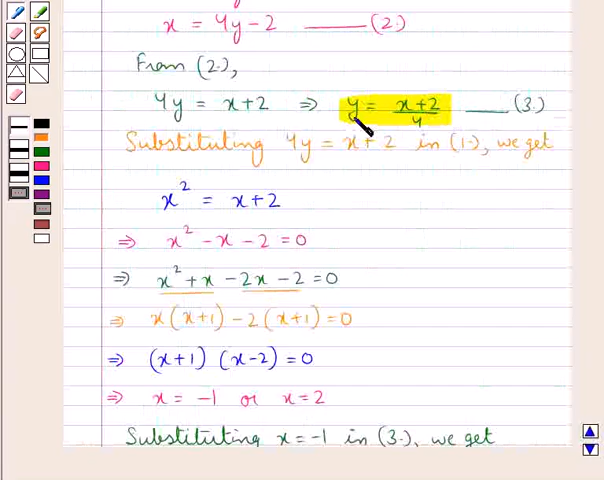 x = 4y-2 ——— (2.)
From (2.),
4y = x+2 ⇒ y = x+2/4 ——— (3.)
Substituting 4y = x+2 in (1.), we get
x² = x+2
⇒ x² - x - 2 = 0
⇒ x² + x - 2x - 2 = 0
⇒ x(x+1) - 2(x+1) = 0
⇒ (x+1) (x-2) = 0
⇒ x = -1 or x = 2
Substituting x = -1 in (3.), we get